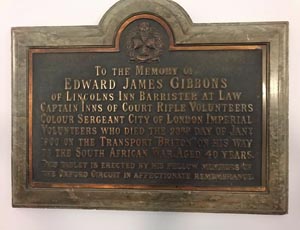 To the Memory of
Edward James Gibbons
of Lincolns Inn Barrister at Law
Captain Inns of Court Rifle Volunteers
Colour Sergeant City of London Imperial
Volunteers who died the day of Jany
1900 on the Transport Briton on his way
to the South African War. Aged 40 years.
This tablet is erected by his fellow members of
the Oxford Circuit in affectionate remembrance.